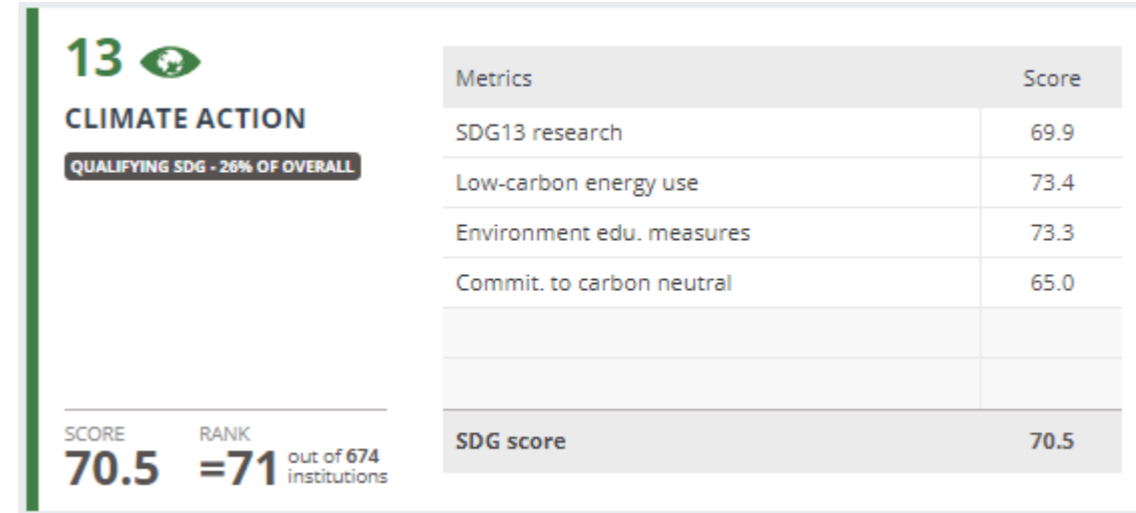 13
CLIMATE ACTION
QUALIFYING SDG - 26% OF OVERALL
SCORE RANK
70.5 =71 out of 674 institutions
Metrics Score
SDG13 research 69.9
Low-carbon energy use 73.4
Environment edu. measures 73.3
Commit. to carbon neutral 65.0
SDG score 70.5